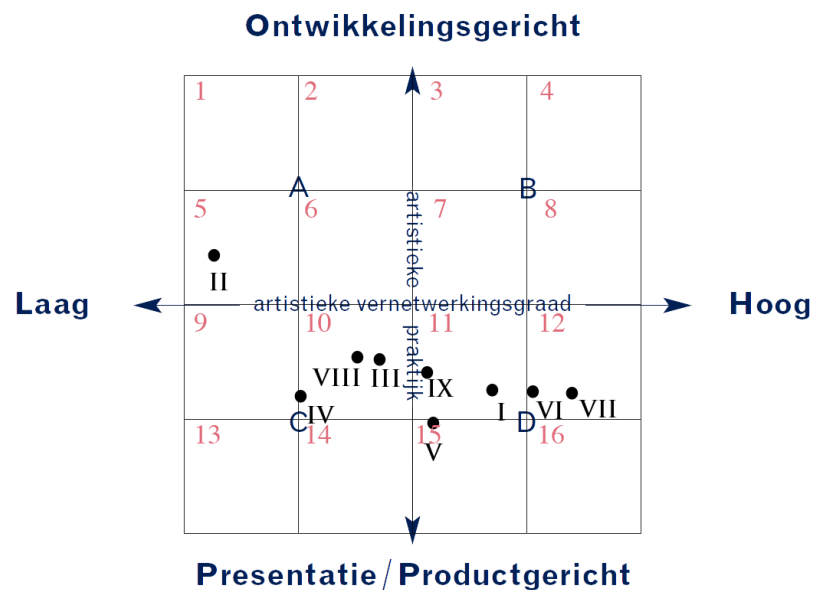 Ontwikkelingsgericht
1 2 3 4
A B
5 6 7 8
II
Laag artistieke vernetwerkingsgraad Hoog
artistieke praktijk
9 10 11 12
VIII III IX
IV I VI VII
C D
13 14 15 16
V
Presentatie/Productgericht